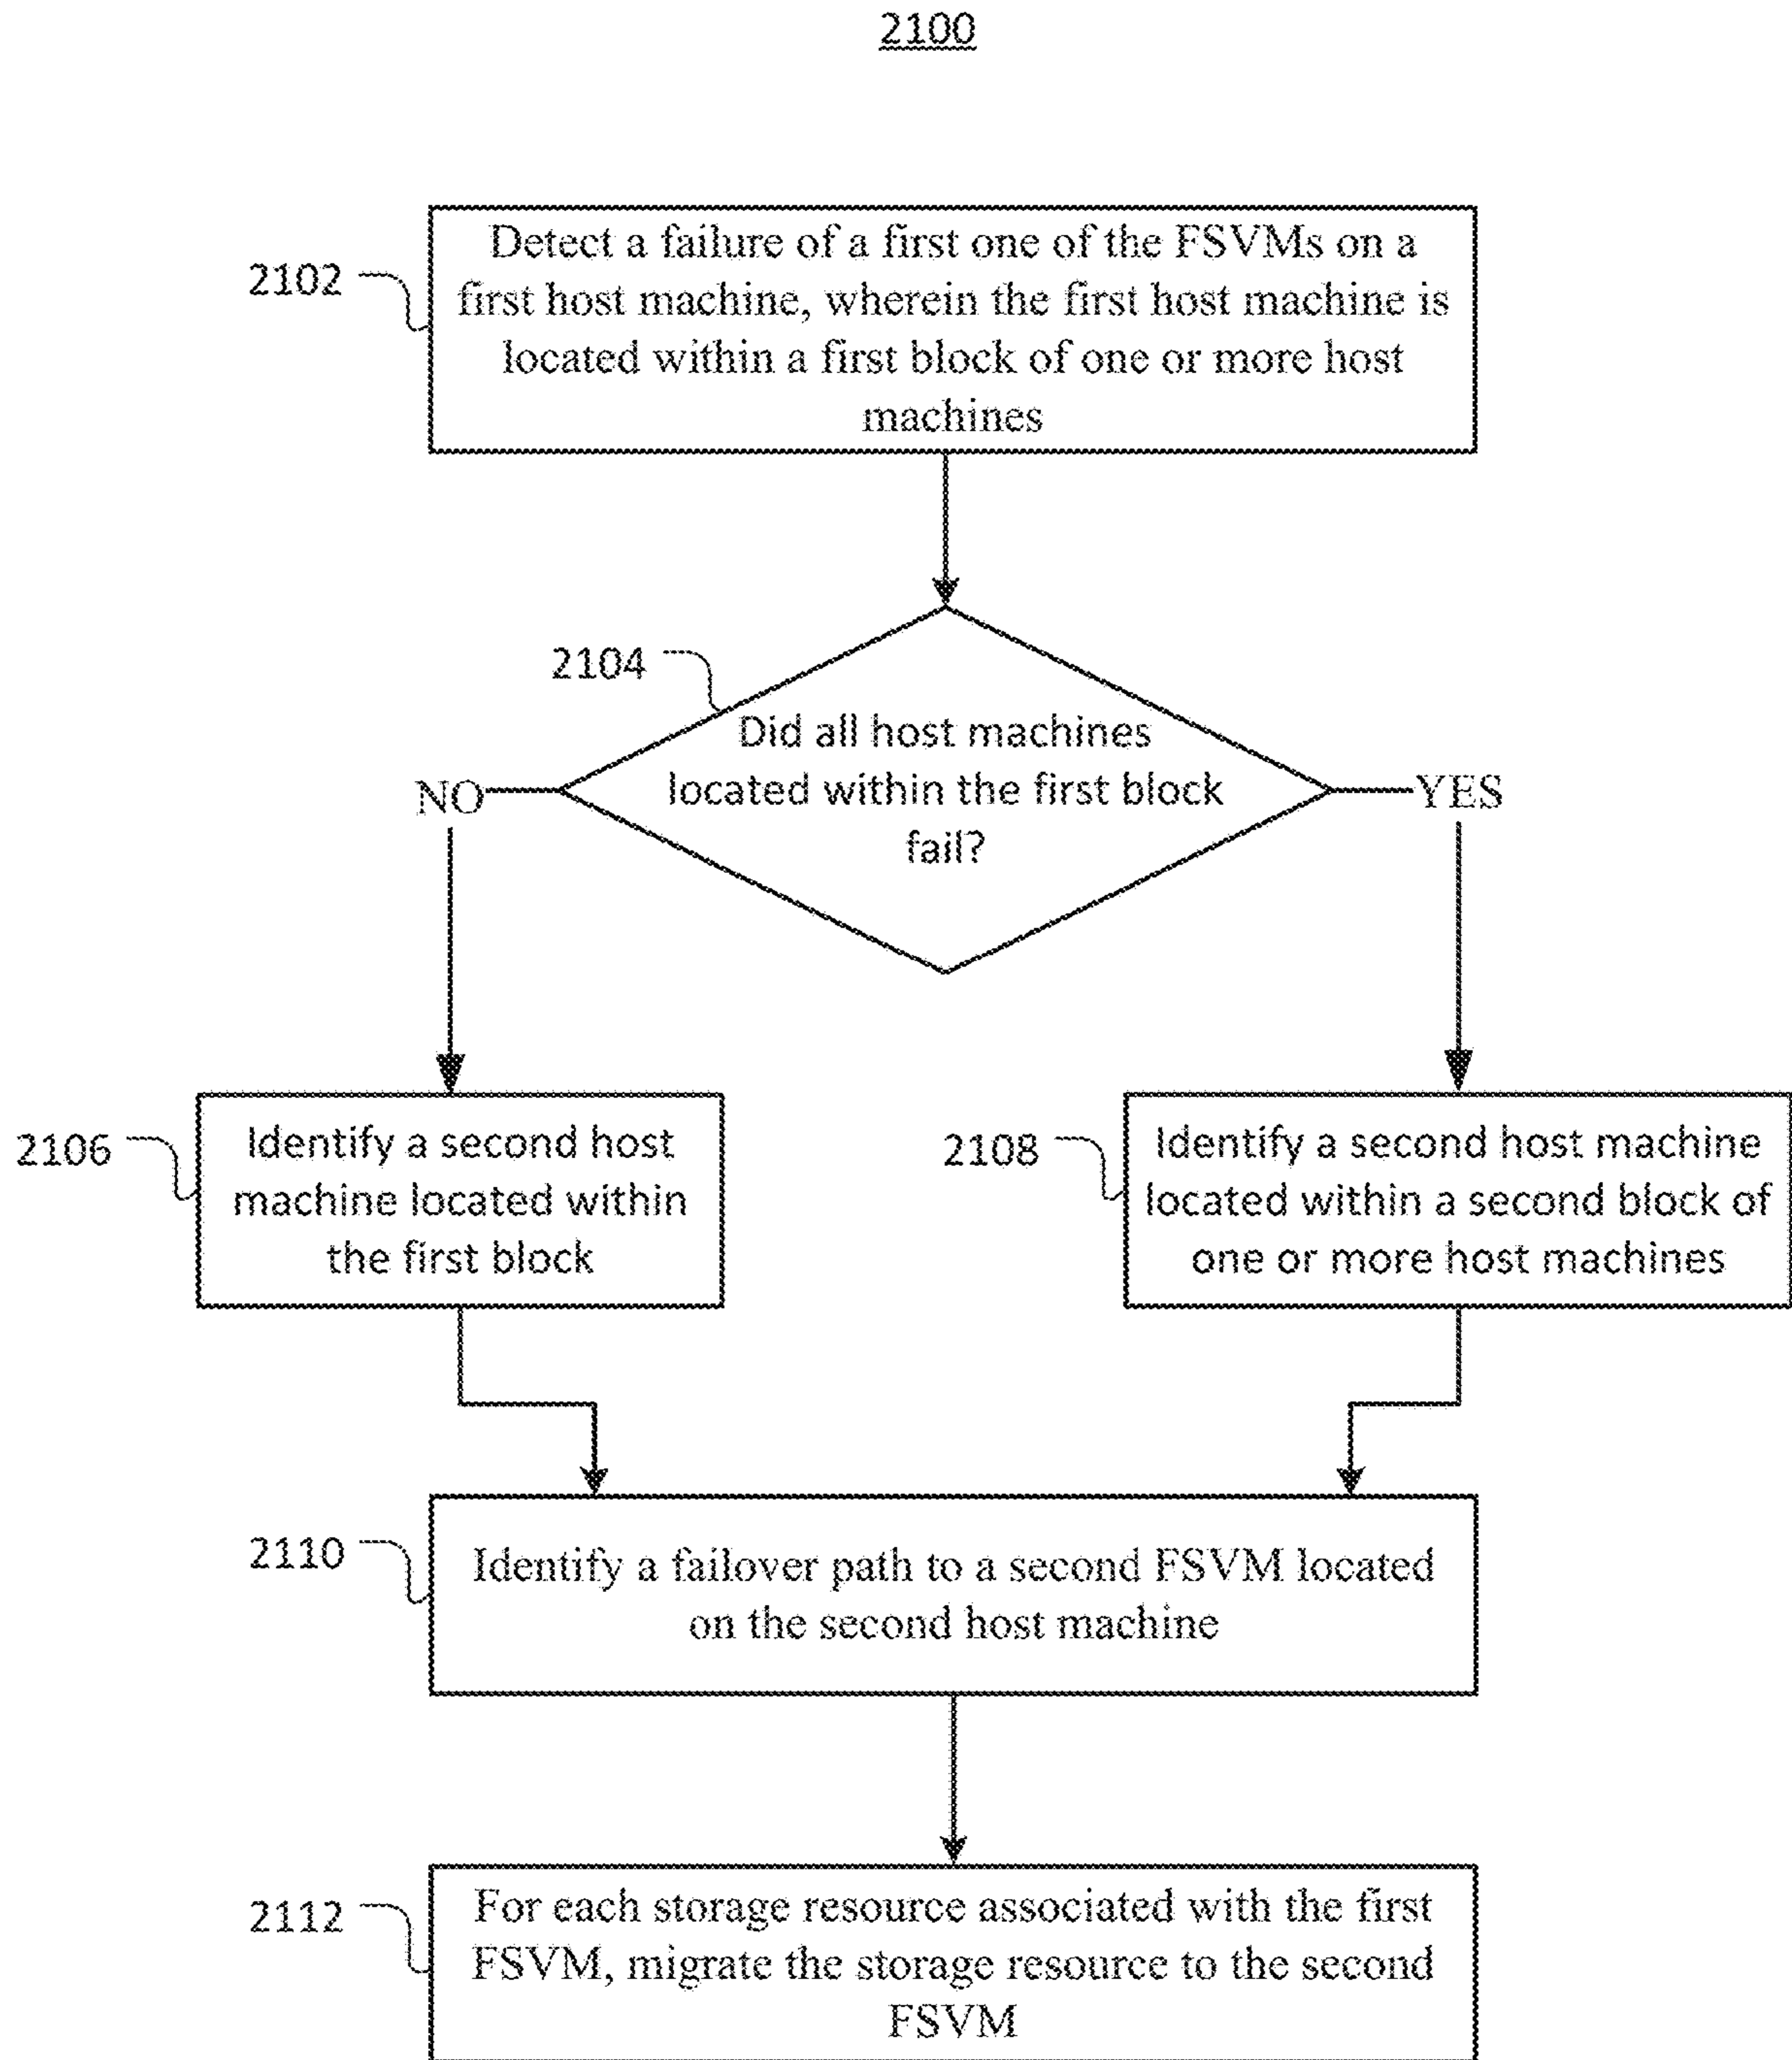 2100
2102
Detect a failure of a first one of the FSVMs on a
first host machine, wherein the first host machine is
located within a first block of one or more host
machines
2104
Did all host machines
located within the first block
fail?
NO
YES
2106
Identify a second host
machine located within
the first block
2108
Identify a second host machine
located within a second block of
one or more host machines
2110
Identify a failover path to a second FSVM located
on the second host machine
2112
For each storage resource associated with the first
FSVM, migrate the storage resource to the second
FSVM